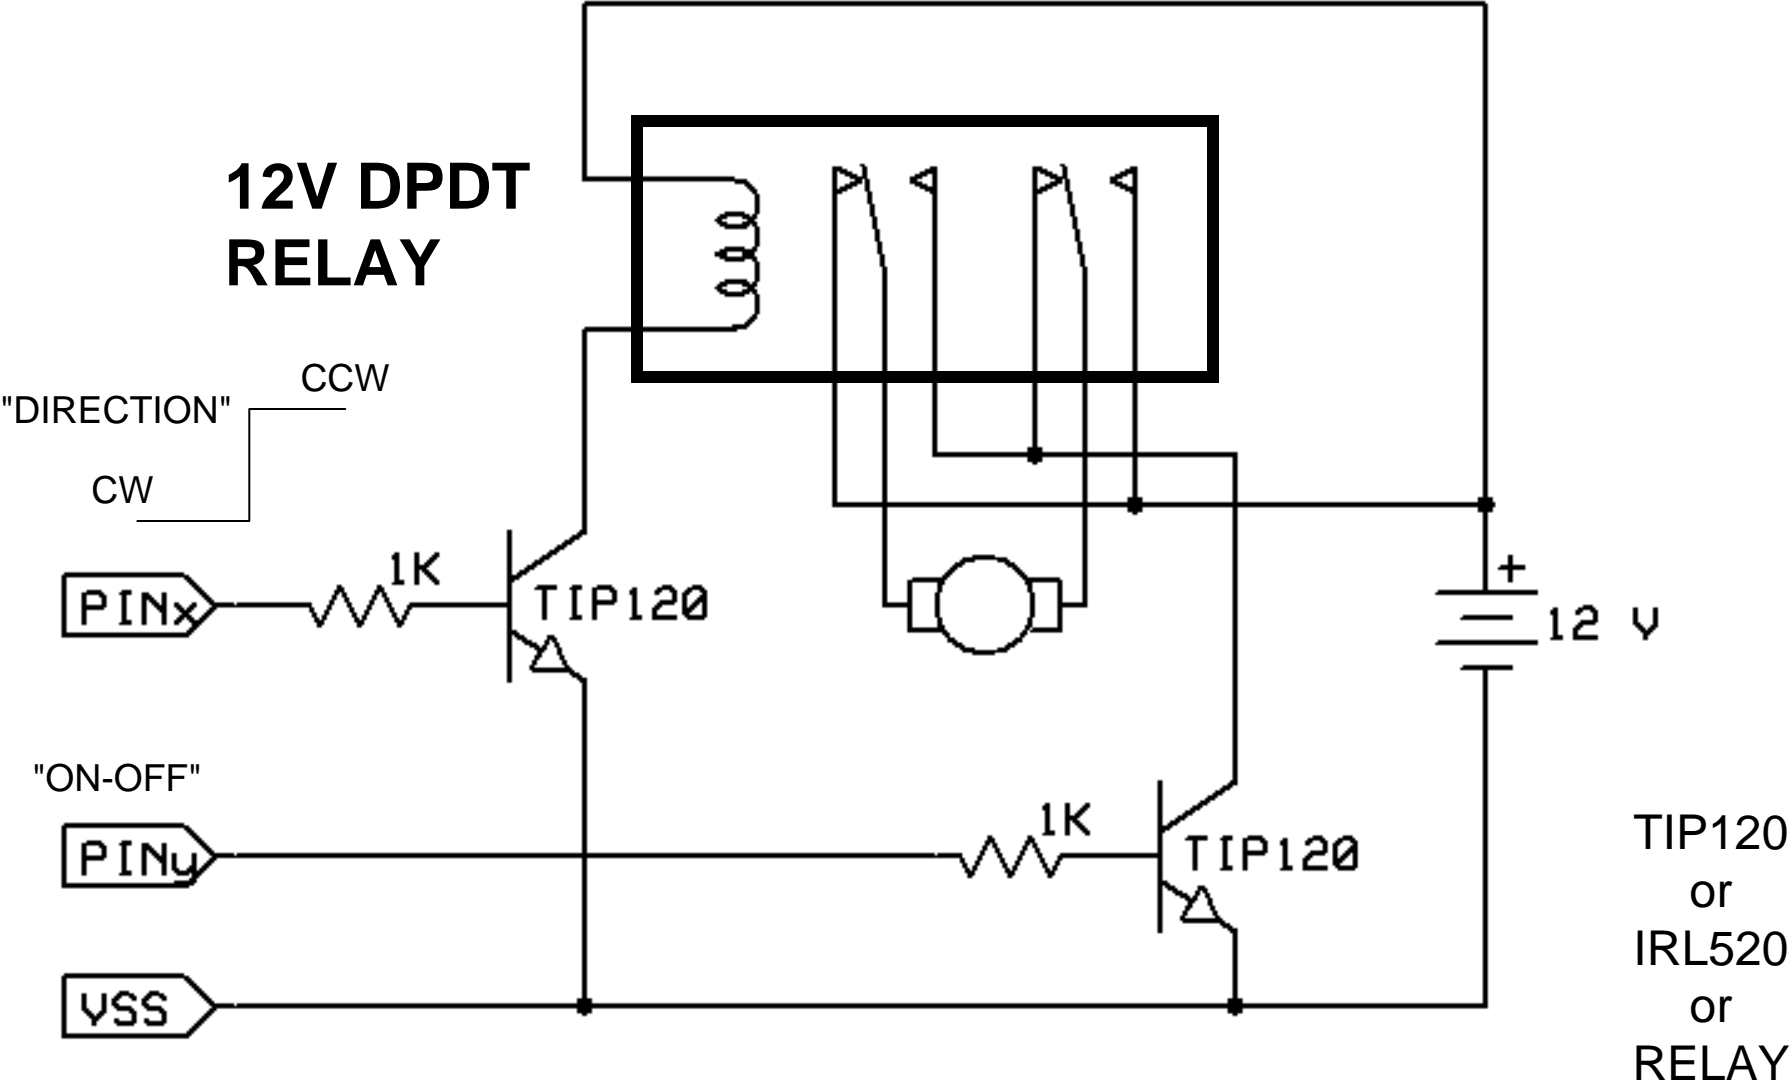 12V DPDT
RELAY
CCW
"DIRECTION"
CW
1K
PINx
TIP120
+
12 V
"ON-OFF"
1K
PINy
TIP120
VSS
TIP120
or
IRL520
or
RELAY